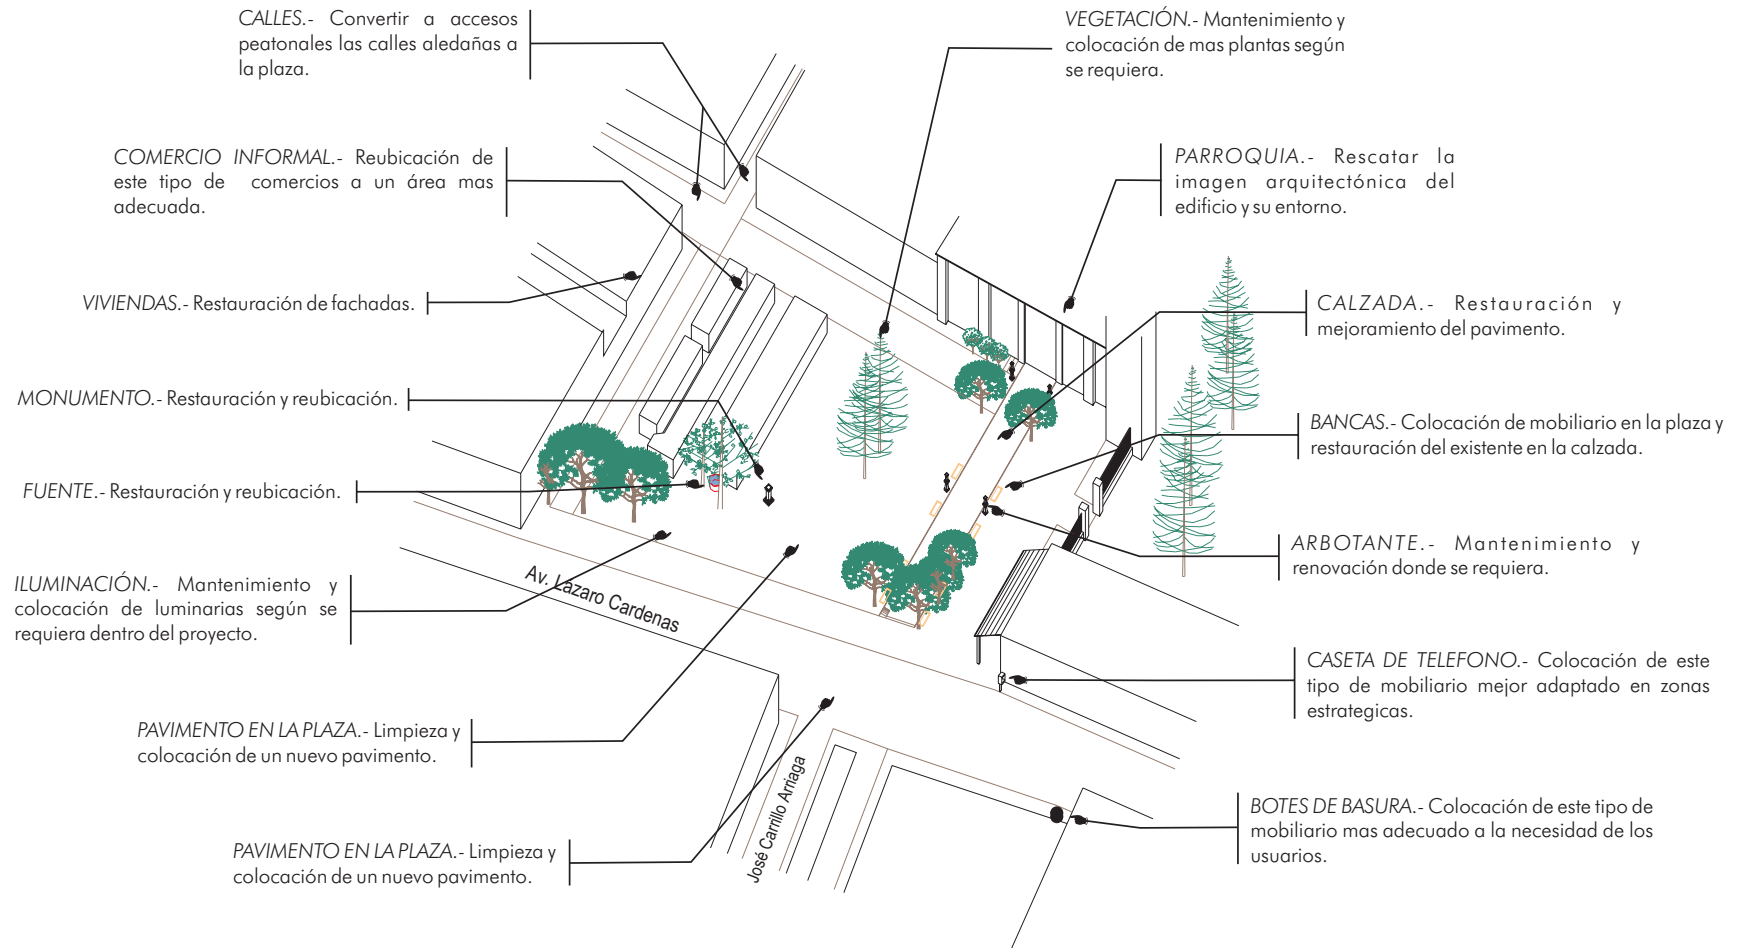 CALLES.- Convertir a accesos
peatonales las calles aledañas a
la plaza.
VEGETACIÓN.- Mantenimiento y
colocación de mas plantas según
se requiera.
COMERCIO INFORMAL.- Reubicación de
este tipo de comercios a un área mas
adecuada.
PARROQUIA.- Rescatar la
imagen arquitectónica del
edificio y su entorno.
VIVIENDAS.- Restauración de fachadas.
CALZADA.- Restauración y
mejoramiento del pavimento.
MONUMENTO.- Restauración y reubicación.
BANCAS.- Colocación de mobiliario en la plaza y
restauración del existente en la calzada.
FUENTE.- Restauración y reubicación.
ARBOTANTE.- Mantenimiento y
renovación donde se requiera.
ILUMINACIÓN.- Mantenimiento y
colocación de luminarias según se
requiera dentro del proyecto.
Av. Lázaro Cardenas
CASETA DE TELEFONO.- Colocación de este
tipo de mobiliario mejor adaptado en zonas
estrategicas.
PAVIMENTO EN LA PLAZA.- Limpieza y
colocación de un nuevo pavimento.
José Carrillo Arriaga
BOTES DE BASURA.- Colocación de este tipo de
mobiliario mas adecuado a la necesidad de los
usuarios.
PAVIMENTO EN LA PLAZA.- Limpieza y
colocación de un nuevo pavimento.